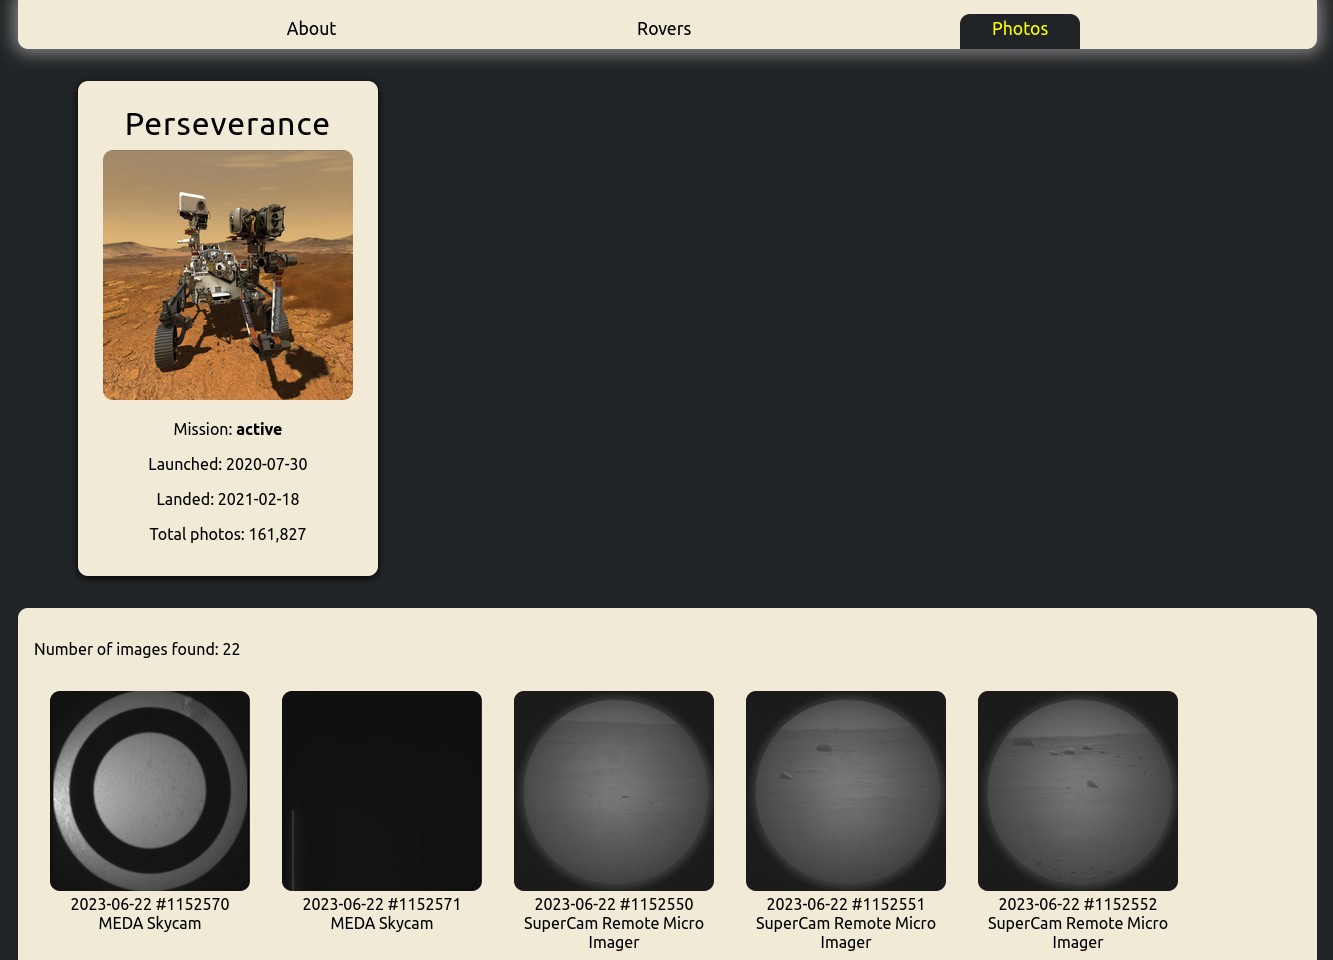 About
Rovers
Photos
Perseverance
Mission: active
Launched: 2020-07-30
Landed: 2021-02-18
Total photos: 161,827
Number of images found: 22
2023-06-22 #1152570
MEDA Skycam
2023-06-22 #1152571
MEDA Skycam
2023-06-22 #1152550
SuperCam Remote Micro
Imager
2023-06-22 #1152551
SuperCam Remote Micro
Imager
2023-06-22 #1152552
SuperCam Remote Micro
Imager